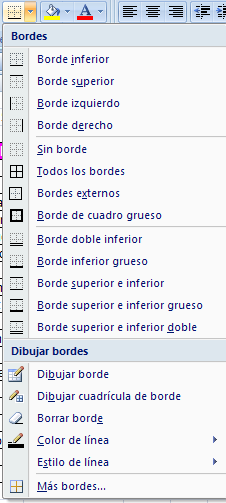 A
Bordes
Borde inferior
Borde superior
Borde izquierdo
Borde derecho
Sin borde
Todos los bordes
Bordes externos
Borde de cuadro grueso
Borde doble inferior
Borde inferior grueso
Borde superior e inferior
Borde superior e inferior grueso
Borde superior e inferior doble
Dibujar bordes
Dibujar borde
Dibujar cuadrícula de borde
Borrar borde
Color de línea
Estilo de línea
Más bordes...